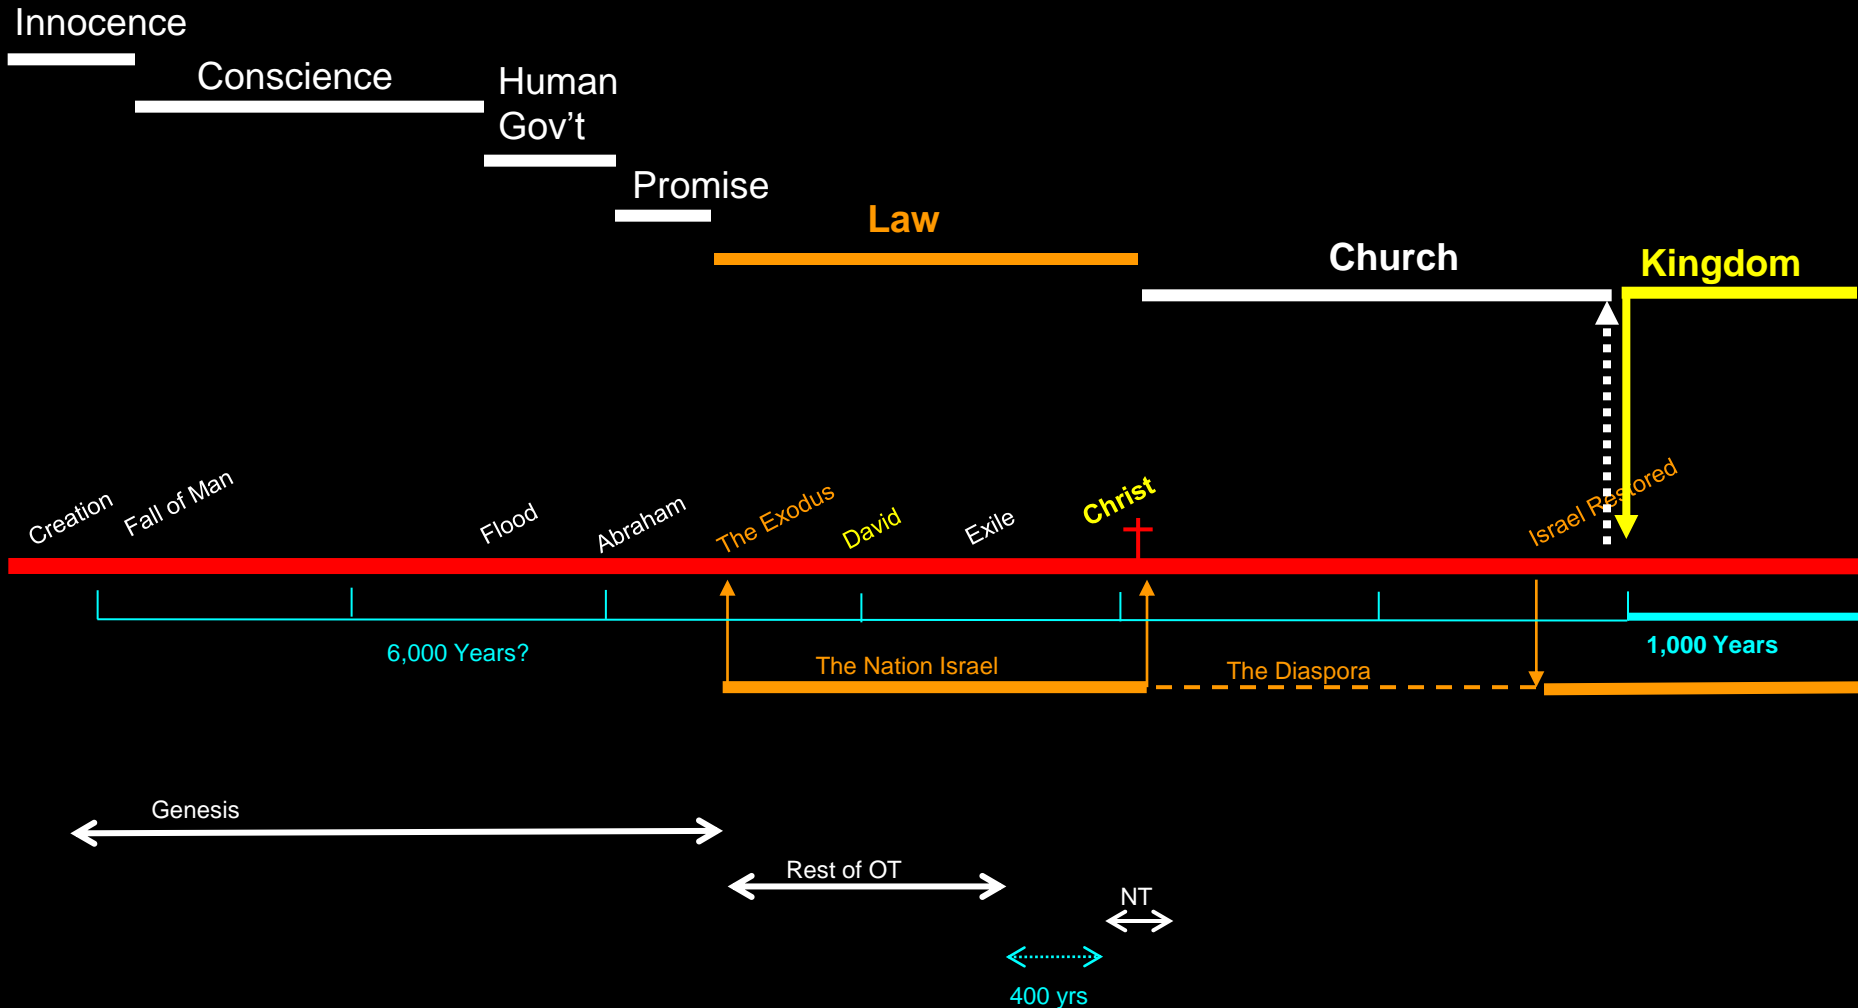 Innocence
Conscience
Human
Gov't
Promise
Law
Church
Kingdom
Creation
Fall of Man
Flood
Abraham
The Exodus
David
Exile
Christ
Israel Restored
6,000 Years?
1,000 Years
The Nation Israel
The Diaspora
Genesis
Rest of OT
NT
400 yrs